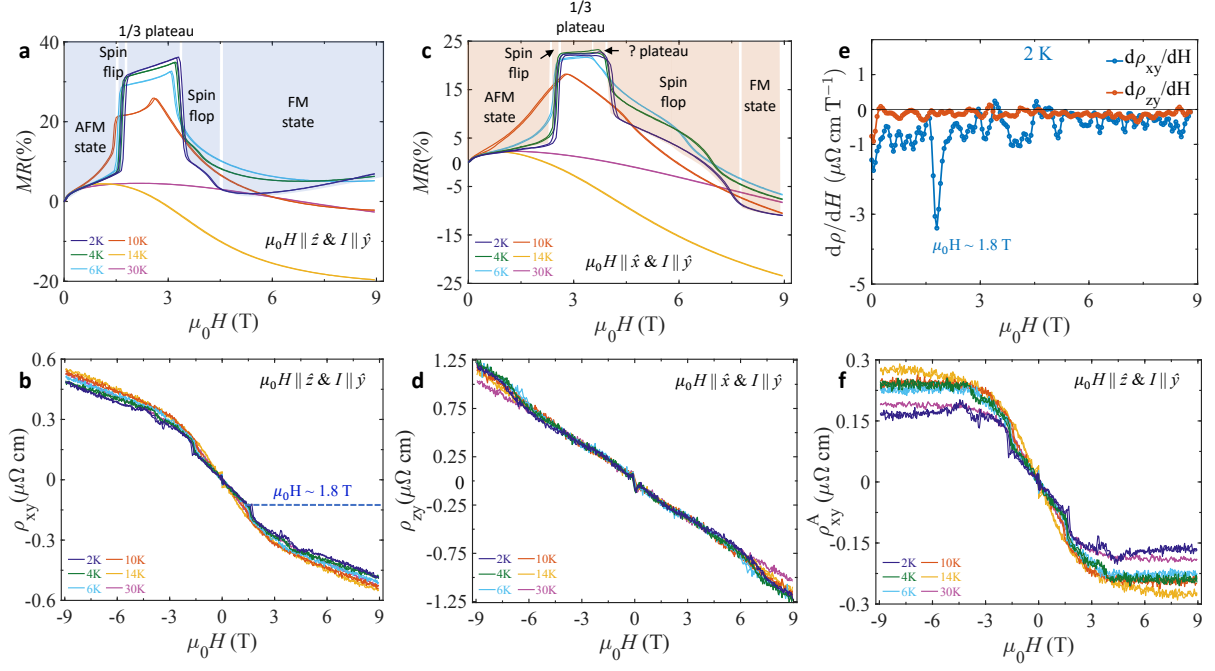 a
1/3 plateau
Spin
flip
AFM
state
Spin
flop
FM
state
MR(%)
40
20
0
-20
0
3
6
9
μ₀H ∥ ẑ & I ∥ ŷ
2K 10K
4K 14K
6K 30K
μ₀H (T)
c
1/3
plateau
Spin
flip
? plateau
AFM
state
Spin
flop
FM
state
MR(%)
25
15
5
0
-5
-15
-25
0
3
6
9
μ₀H ∥ x̂ & I ∥ ŷ
2K 10K
4K 14K
6K 30K
μ₀H (T)
e
2 K
dρxy/dH
dρzy/dH
dρ/dH (μΩ cm T⁻¹)
1
0
-1
-3
-5
0
3
6
9
μ₀H ~ 1.8 T
μ₀H (T)
b
μ₀H ∥ ẑ & I ∥ ŷ
ρxy(μΩ cm)
0.6
0.3
0
-0.3
-0.6
-9
-6
-3
0
3
6
9
μ₀H ~ 1.8 T
2K 10K
4K 14K
6K 30K
μ₀H (T)
d
μ₀H ∥ x̂ & I ∥ ŷ
ρzy(μΩ cm)
1.25
0.75
0.25
0
-0.25
-0.75
-1.25
-9
-6
-3
0
3
6
9
2K 10K
4K 14K
6K 30K
μ₀H (T)
f
μ₀H ∥ ẑ & I ∥ ŷ
ρᴬxy (μΩ cm)
0.3
0.15
0
-0.15
-0.3
-9
-6
-3
0
3
6
9
2K 10K
4K 14K
6K 30K
μ₀H (T)